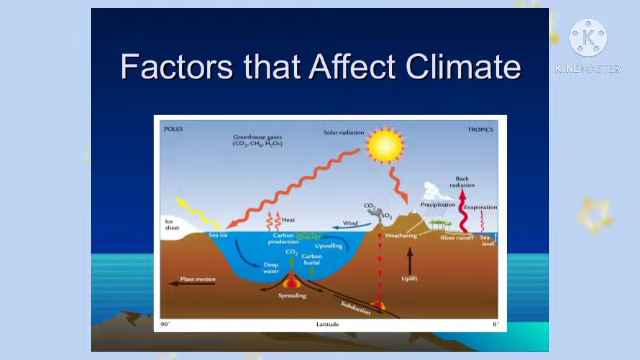 KINEMASTER
Factors that Affect Climate
POLES
TROPICS
Solar radiation
Greenhouse gases
(CO₂, CH₄, H₂O)
Back
radiation
Precipitation
Evaporation
CO₂
SO₂
Ice
sheet
Sea ice
Heat
Wind
Carbon
production
Upwelling
Weathering
River runoff
Sea
level
CO₂
Carbon
burial
Deep
water
Plate motion
Spreading
Subduction
Uplift
90°
Latitude
0°